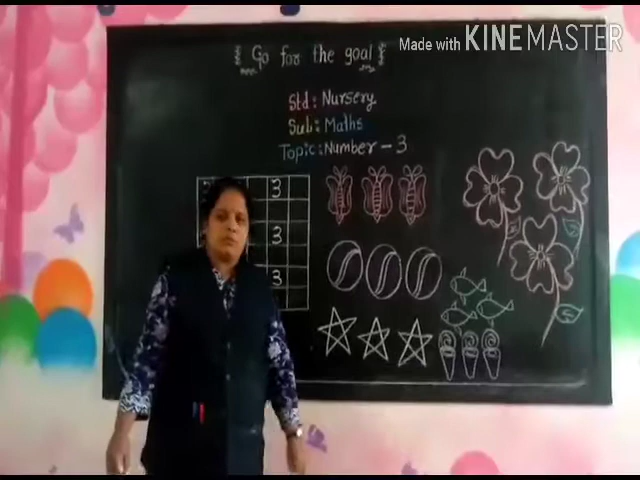 Go for the goal
Made with KINEMASTER
Std: Nursery
Sub: Maths
Topic: Number - 3
3
3
3